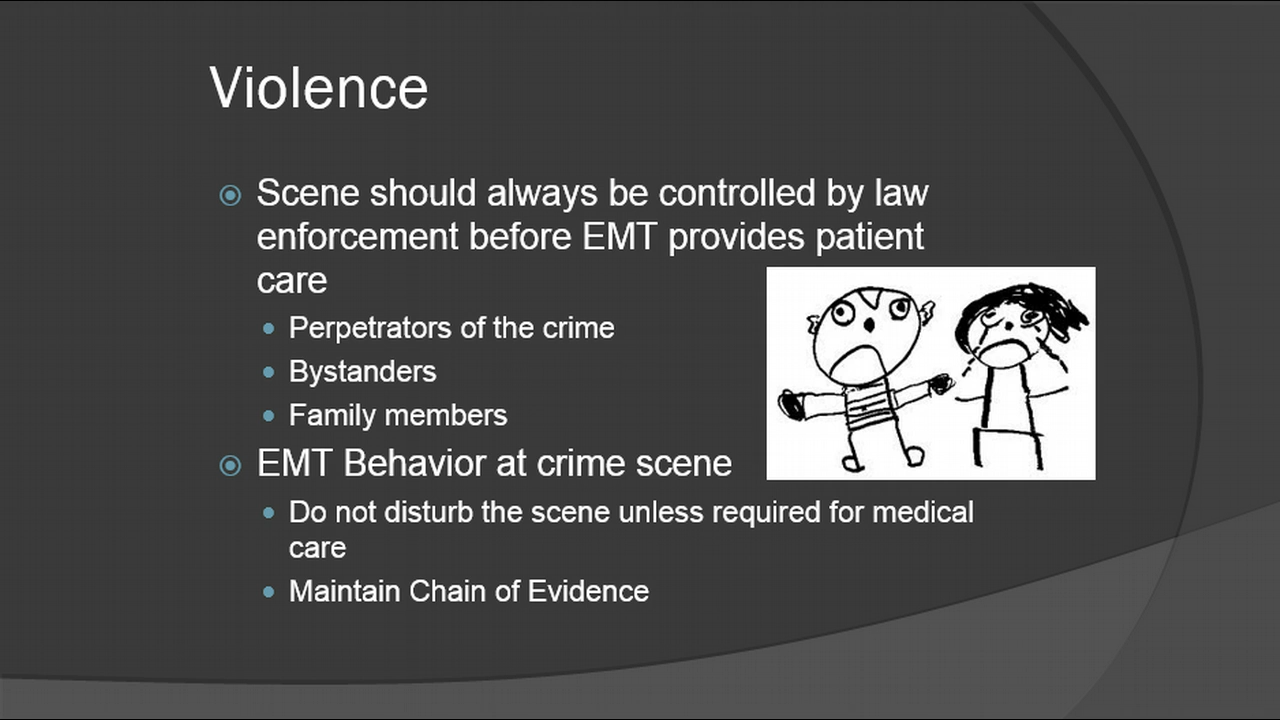 Violence
Scene should always be controlled by law
enforcement before EMT provides patient
care
Perpetrators of the crime
Bystanders
Family members
EMT Behavior at crime scene
Do not disturb the scene unless required for medical
care
Maintain Chain of Evidence